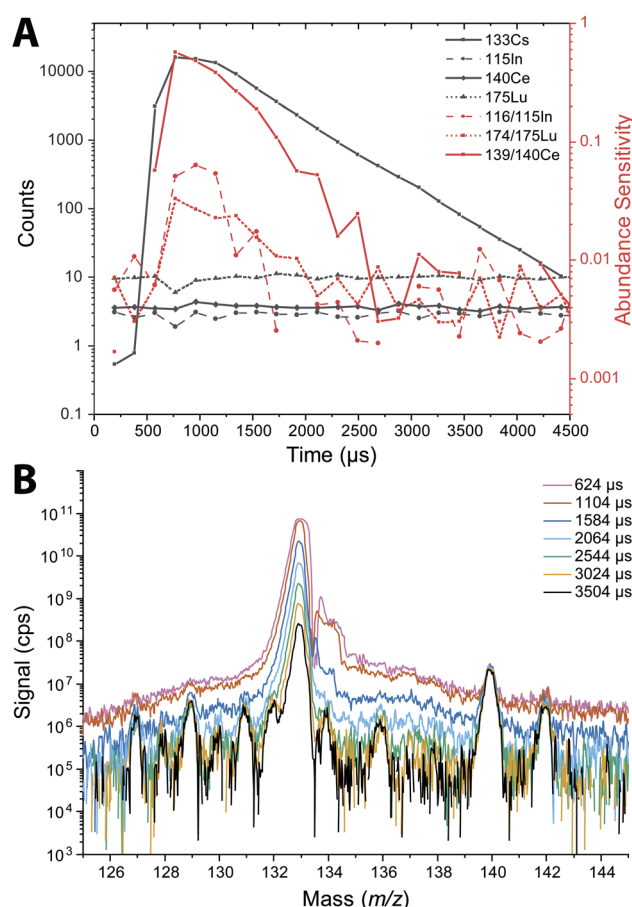 A
Counts
10000
1000
100
10
1
0.1
0
500
1000
1500
2000
2500
3000
3500
4000
4500
Time (µs)
1
0.1
0.01
0.001
Abundance Sensitivity
133Cs
115In
140Ce
175Lu
116/115In
174/175Lu
139/140Ce
B
Signal (cps)
10¹¹
10¹⁰
10⁹
10⁸
10⁷
10⁶
10⁵
10⁴
10³
126
128
130
132
134
136
138
140
142
144
Mass (m/z)
624 µs
1104 µs
1584 µs
2064 µs
2544 µs
3024 µs
3504 µs